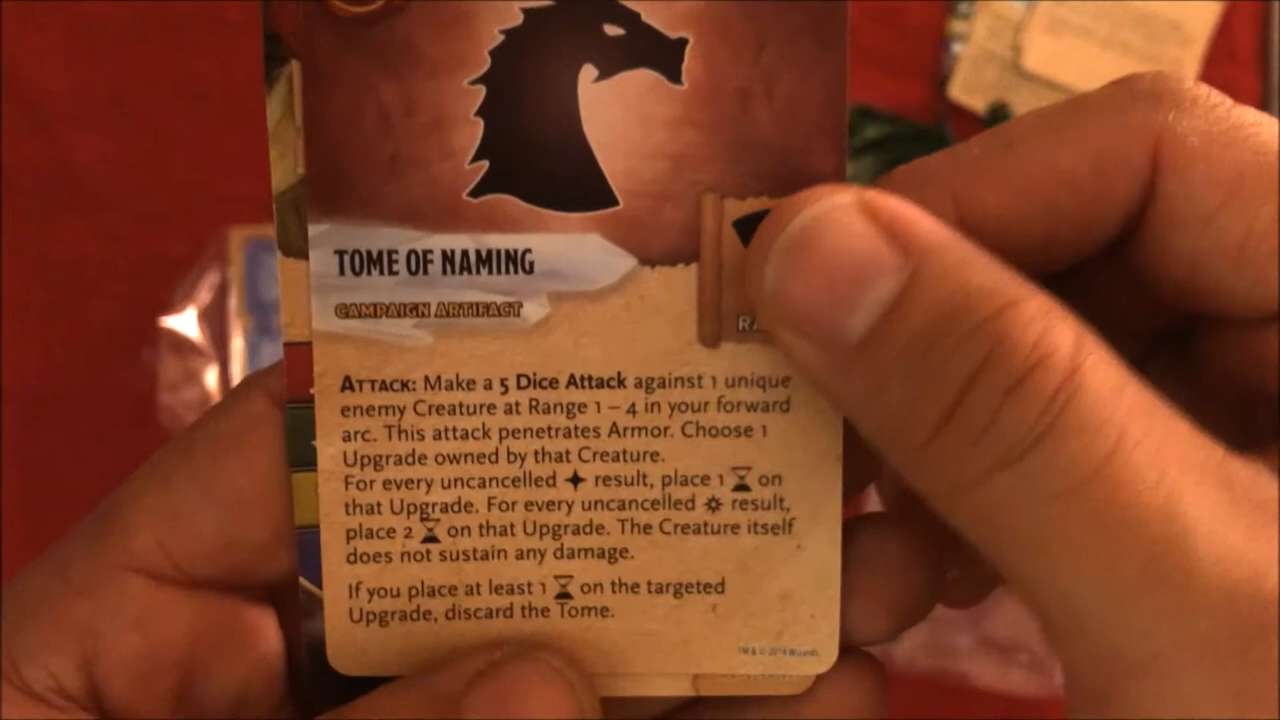 TOME OF NAMING
CAMPAIGN ARTIFACT
ATTACK: Make a 5 Dice Attack against 1 unique
enemy Creature at Range 1 – 4 in your forward
arc. This attack penetrates Armor. Choose 1
Upgrade owned by that Creature.
For every uncancelled result, place 1 on
that Upgrade. For every uncancelled result,
place 2 on that Upgrade. The Creature itself
does not sustain any damage.
If you place at least 1 on the targeted
Upgrade, discard the Tome.
TM & © 2014 Wizards